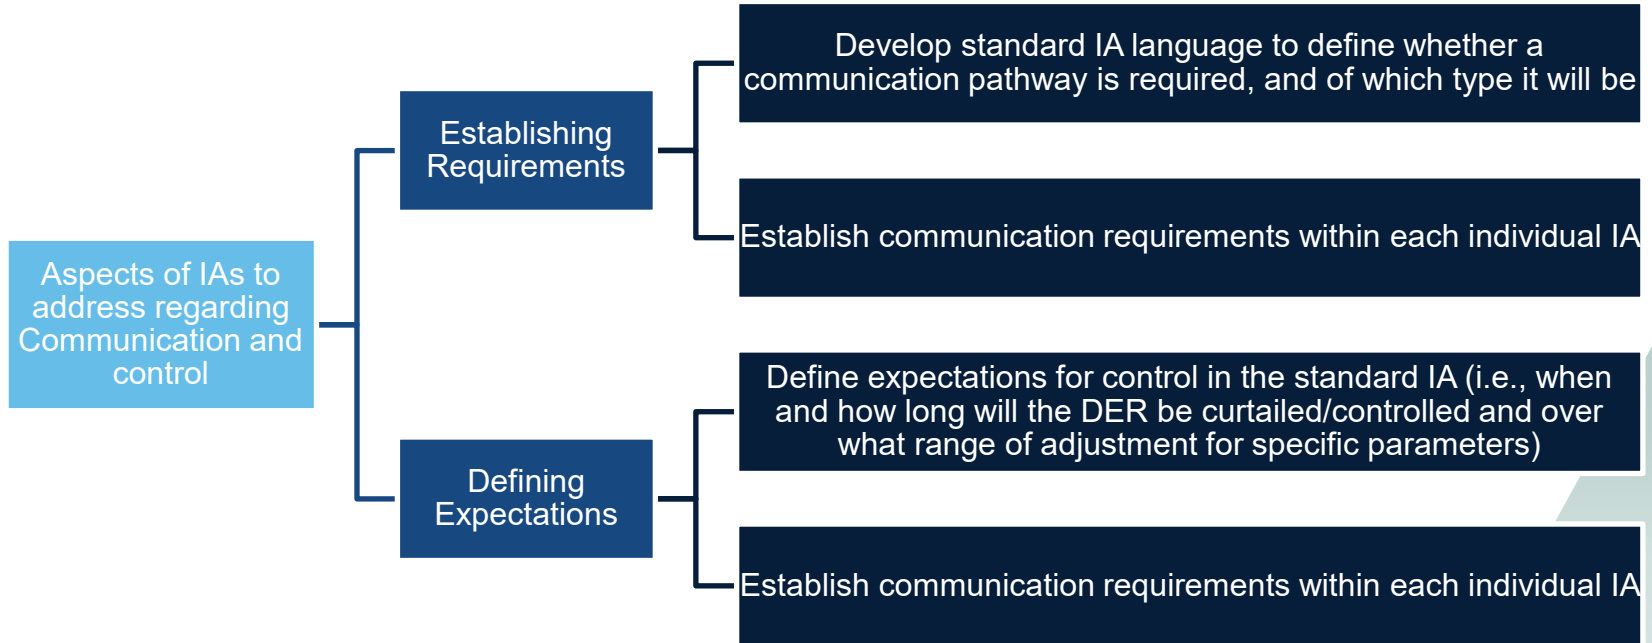 Develop standard IA language to define whether a
communication pathway is required, and of which type it will be
Establishing
Requirements
Establish communication requirements within each individual IA
Aspects of IAs to
address regarding
Communication and
control
Define expectations for control in the standard IA (i.e., when
and how long will the DER be curtailed/controlled and over
what range of adjustment for specific parameters)
Defining
Expectations
Establish communication requirements within each individual IA